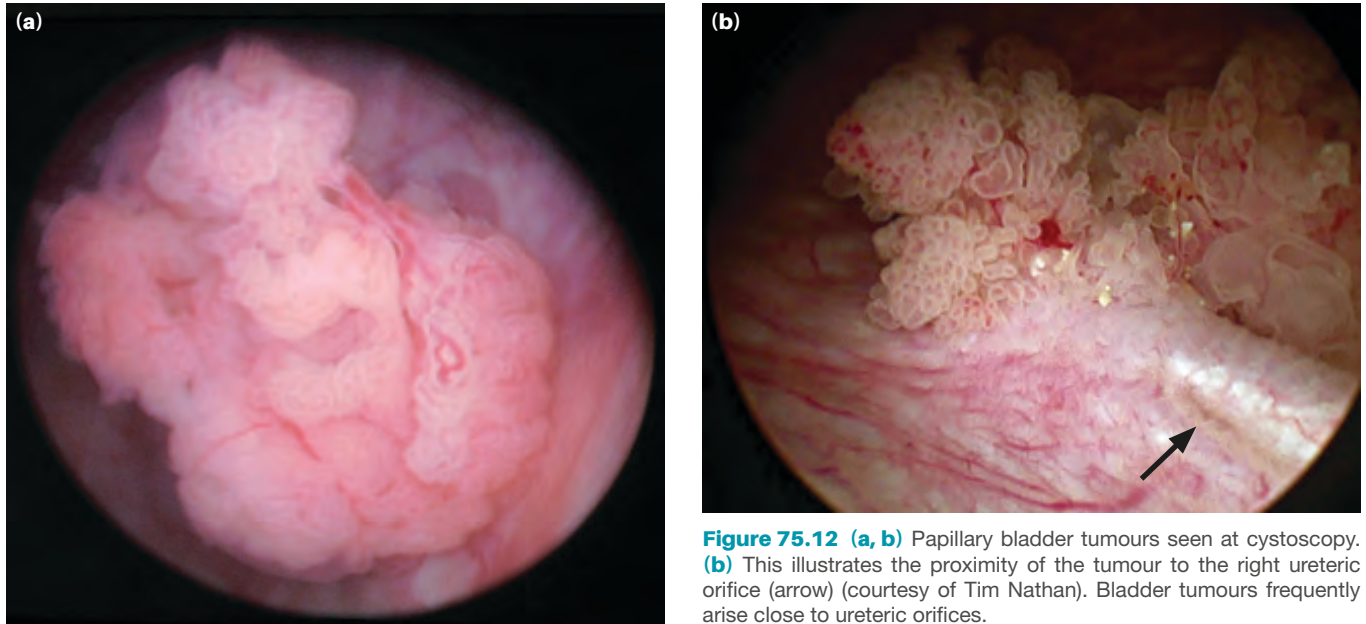 (a)
(b)
Figure 75.12 (a, b) Papillary bladder tumours seen at cystoscopy.
(b) This illustrates the proximity of the tumour to the right ureteric
orifice (arrow) (courtesy of Tim Nathan). Bladder tumours frequently
arise close to ureteric orifices.